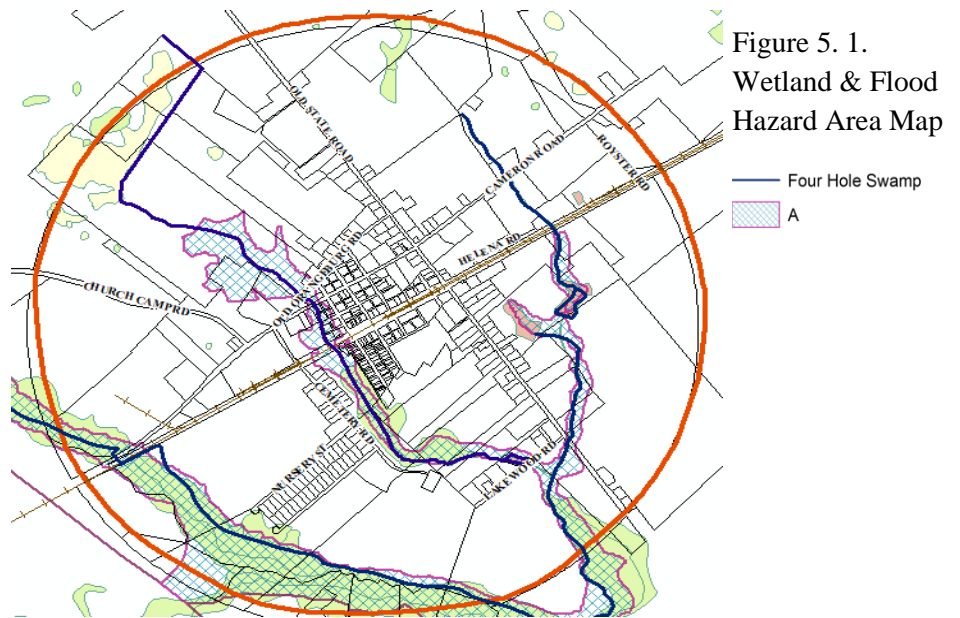 Figure 5. 1.
Wetland & Flood
Hazard Area Map
Four Hole Swamp
A
OLD STATE ROAD
CAMERON ROAD
ROYSTER RD
HELENA RD
OLD ORANGBURG RD
CHURCH CAMP RD
CEMETERY RD
NURSERY ST
LAKEWOOD RD